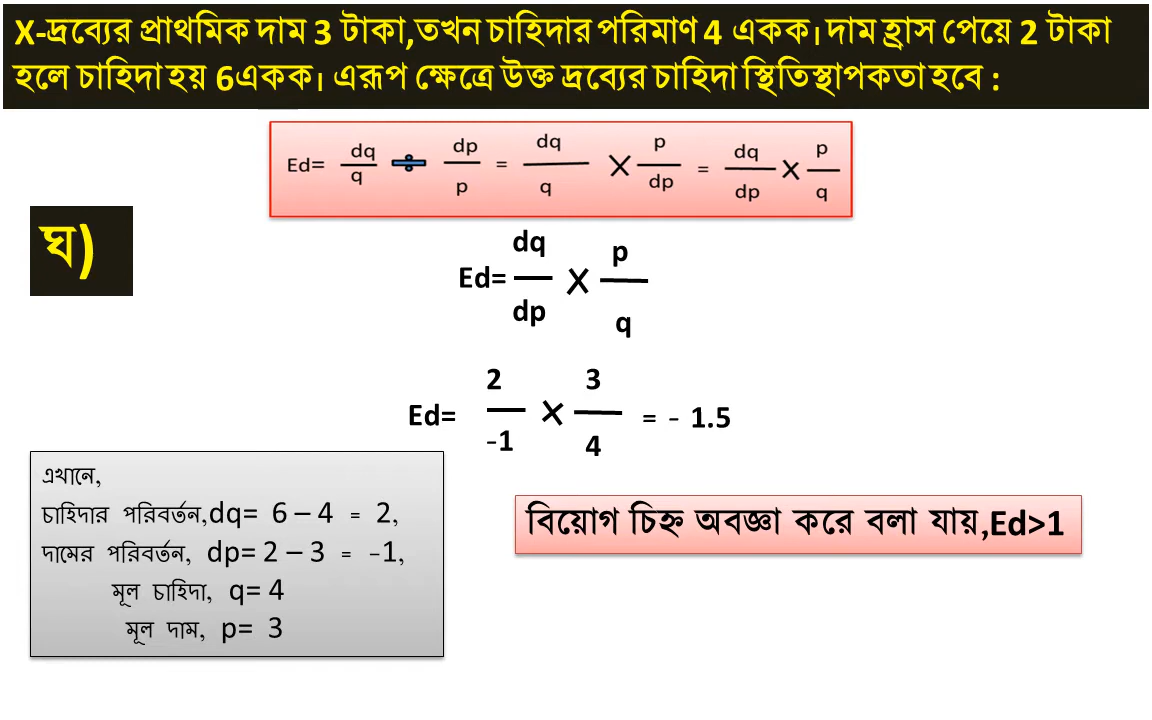 X-দ্রব্যের প্রাথমিক দাম 3 টাকা,তখন চাহিদার পরিমাণ 4 একক। দাম হ্রাস পেয়ে 2 টাকা
হলে চাহিদা হয় 6একক। এরূপ ক্ষেত্রে উক্ত দ্রব্যের চাহিদা স্থিতিস্থাপকতা হবে :
Ed= dq/q ÷ dp/p = dq/q × p/dp = dq/dp × p/q
ঘ)
Ed= dq/dp × p/q
Ed= 2/-1 × 3/4 = - 1.5
এখানে,
চাহিদার পরিবর্তন,dq= 6 – 4 = 2,
দামের পরিবর্তন, dp= 2 – 3 = -1,
মূল চাহিদা, q= 4
মূল দাম, p= 3
বিয়োগ চিহ্ন অবজ্ঞা করে বলা যায়,Ed>1